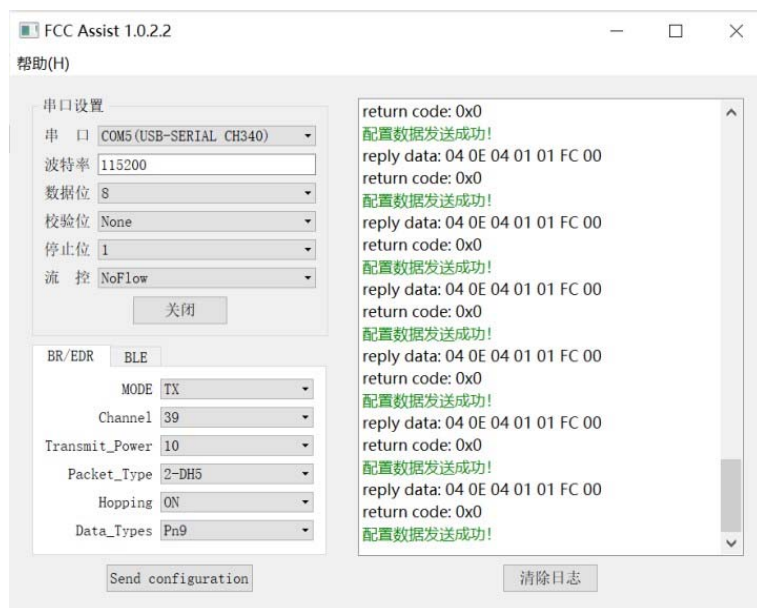 FCC Assist 1.0.2.2
帮助(H)
串口设置
串 口 COM5(USB-SERIAL CH340)
波特率 115200
数据位 8
校验位 None
停止位 1
流 控 NoFlow
关闭
BR/EDR BLE
MODE TX
Channel 39
Transmit_Power 10
Packet_Type 2-DH5
Hopping ON
Data_Types Pn9
Send configuration
return code: 0x0
配置数据发送成功!
reply data: 04 0E 04 01 01 FC 00
return code: 0x0
配置数据发送成功!
reply data: 04 0E 04 01 01 FC 00
return code: 0x0
配置数据发送成功!
reply data: 04 0E 04 01 01 FC 00
return code: 0x0
配置数据发送成功!
reply data: 04 0E 04 01 01 FC 00
return code: 0x0
配置数据发送成功!
reply data: 04 0E 04 01 01 FC 00
return code: 0x0
配置数据发送成功!
reply data: 04 0E 04 01 01 FC 00
return code: 0x0
配置数据发送成功!
清除日志